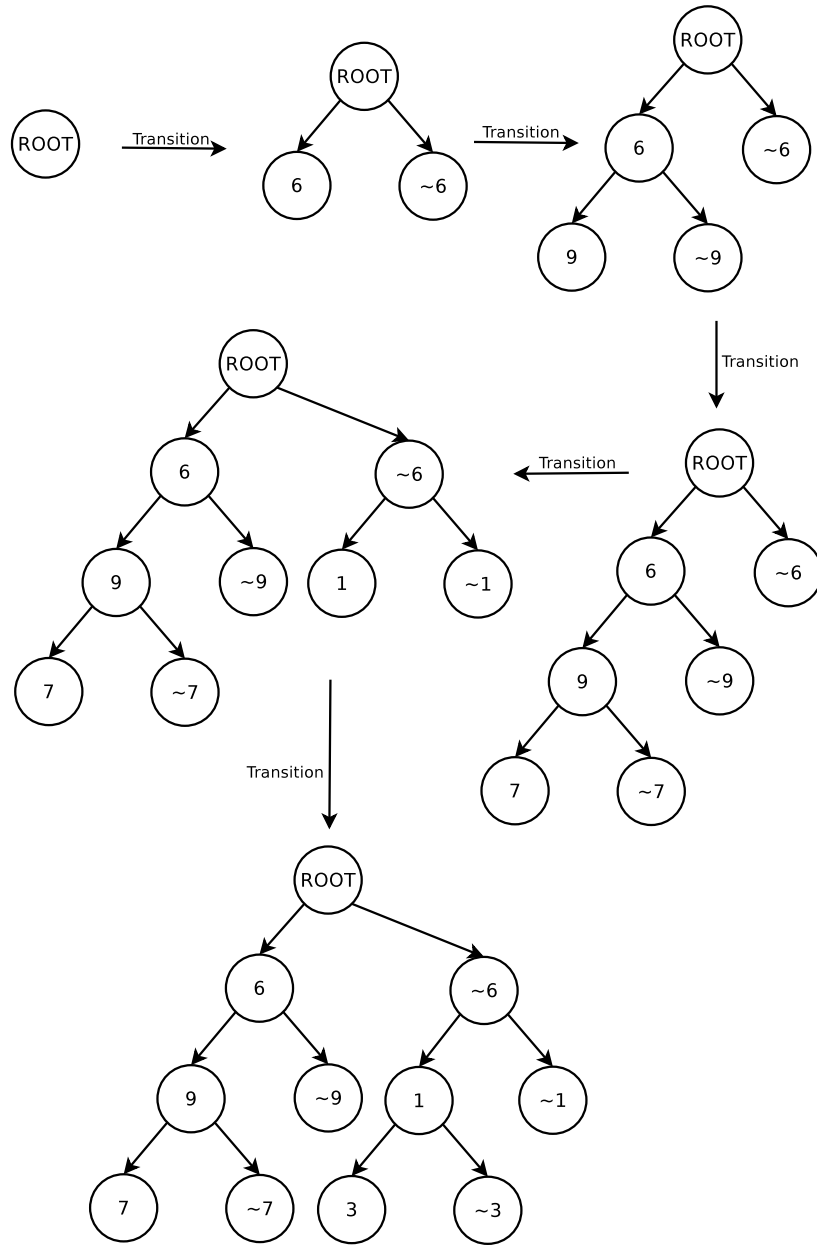 ROOT
Transition
ROOT
6
~6
Transition
ROOT
6
~6
9
~9
Transition
ROOT
6
~6
9
~9
7
~7
Transition
ROOT
6
~6
9
~9
1
~1
7
~7
Transition
ROOT
6
~6
9
~9
1
~1
7
~7
3
~3